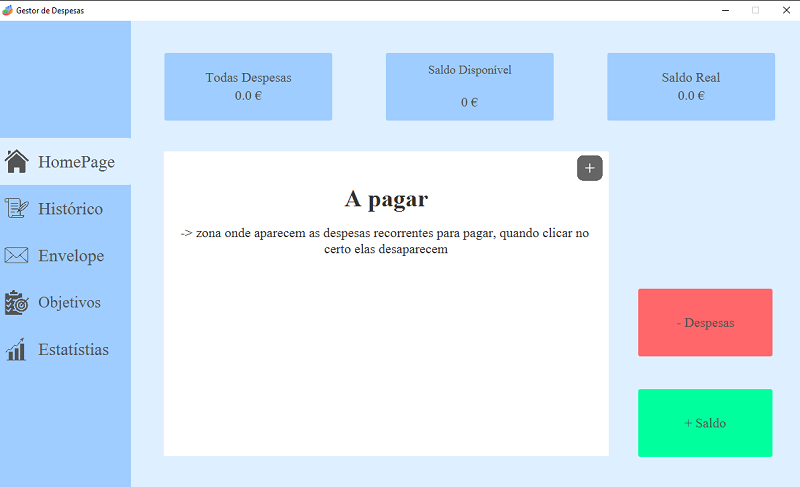 Gestor de Despesas
Todas Despesas
0.0 €
Saldo Disponível
0 €
Saldo Real
0.0 €
HomePage
Histórico
Envelope
Objetivos
Estatístias
+
A pagar
-> zona onde aparecem as despesas recorrentes para pagar, quando clicar no
certo elas desaparecem
- Despesas
+ Saldo